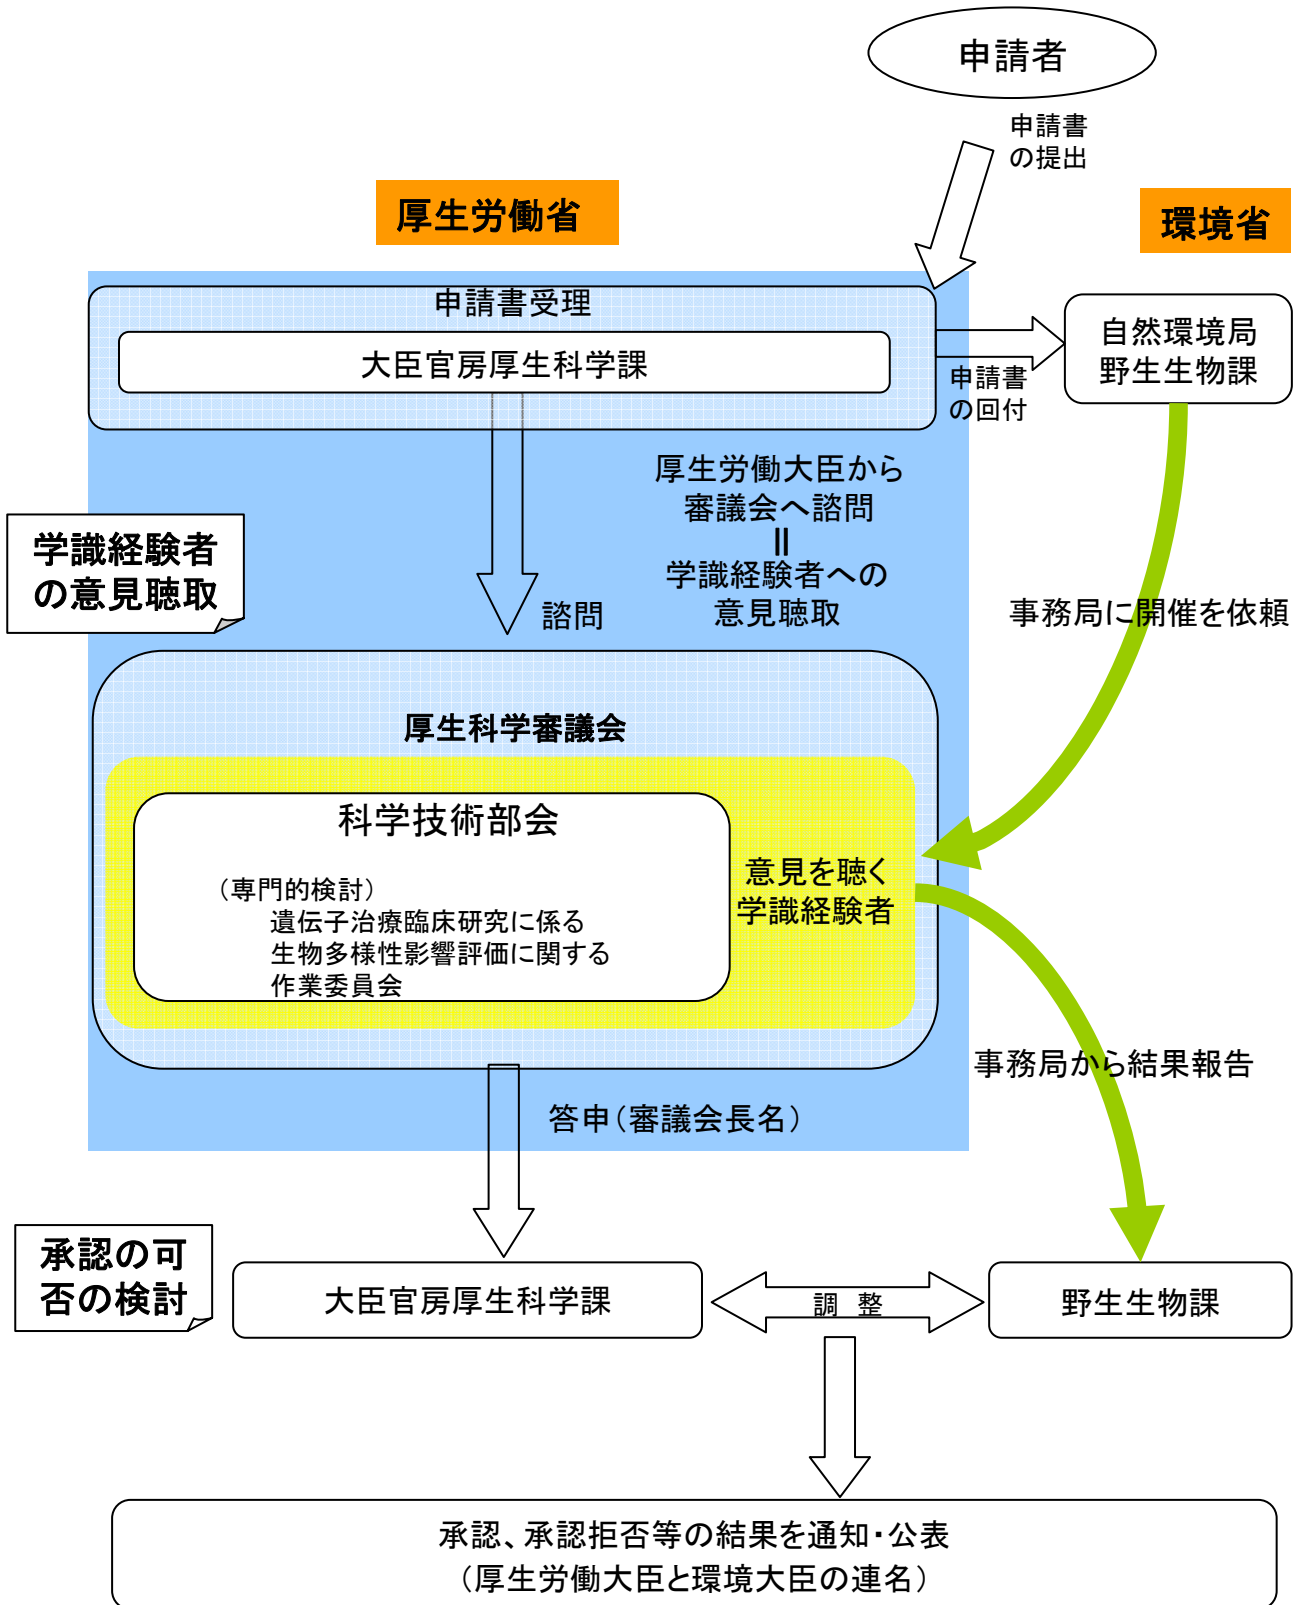 申請者
申請書
の提出
厚生労働省
環境省
申請書受理
大臣官房厚生科学課
自然環境局
野生生物課
申請書
の回付
厚生労働大臣から
審議会へ諮問
||
学識経験者への
意見聴取
学識経験者
の意見聴取
諮問
事務局に開催を依頼
厚生科学審議会
科学技術部会
（専門的検討）
遺伝子治療臨床研究に係る
生物多様性影響評価に関する
作業委員会
意見を聴く
学識経験者
事務局から結果報告
答申（審議会長名）
承認の可
否の検討
大臣官房厚生科学課
調　整
野生生物課
承認、承認拒否等の結果を通知・公表
（厚生労働大臣と環境大臣の連名）